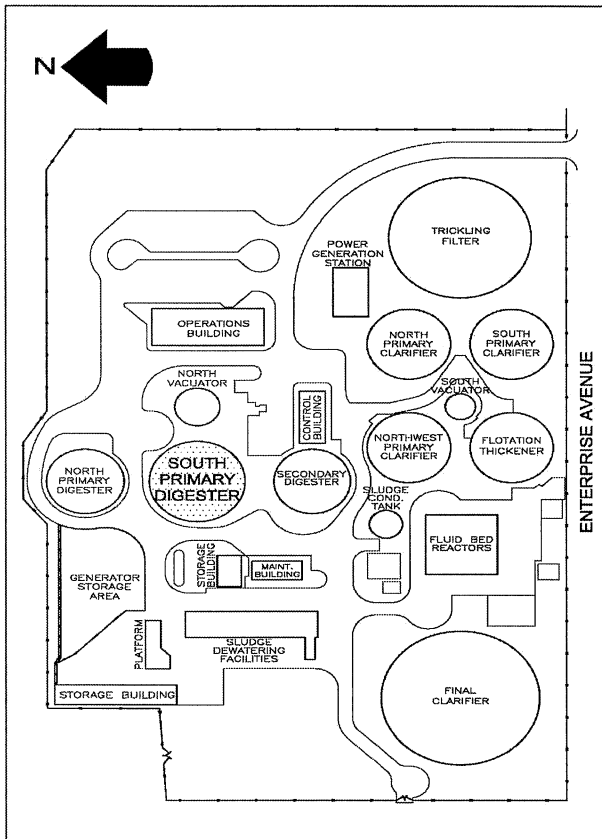 N
TRICKLING
FILTER
POWER
GENERATION
STATION
OPERATIONS
BUILDING
NORTH
PRIMARY
CLARIFIER
SOUTH
PRIMARY
CLARIFIER
NORTH
VACUATOR
SOUTH
VACUATOR
CONTROL
BUILDING
ENTERPRISE AVENUE
NORTH
PRIMARY
DIGESTER
SOUTH
PRIMARY
DIGESTER
SECONDARY
DIGESTER
NORTHWEST
PRIMARY
CLARIFIER
FLOTATION
THICKENER
SLUDGE
COND.
TANK
FLUID BED
REACTORS
GENERATOR
STORAGE
AREA
STORAGE
BUILDING
MAINT.
BUILDING
PLATFORM
SLUDGE
DEWATERING
FACILITIES
STORAGE BUILDING
FINAL
CLARIFIER